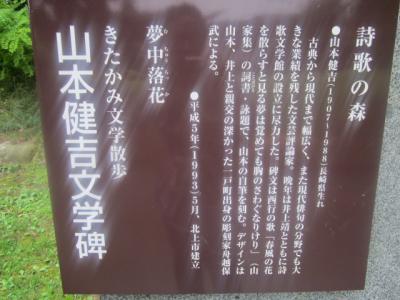 詩歌の森
●山本健吉(1907〜1988)長崎県生れ
古典から現代まで幅広く、また現代俳句の分野でも大
きな業績を残した文芸評論家。晩年は井上靖とともに詩
歌文学館の設立に尽力した。碑文は西行の歌「春風の花
を散らすと見る夢は覚めても胸のさわぐなりけり」(山
家集)の詞書・詠題で、山本の自筆を刻む。デザインは
山本、井上と親交の深かった一戸町出身の彫刻家舟越保
武による。
●平成5年(1993)5月、北上市建立
むちゅうらっか
夢中落花
きたかみ文学散歩
山本健吉文学碑